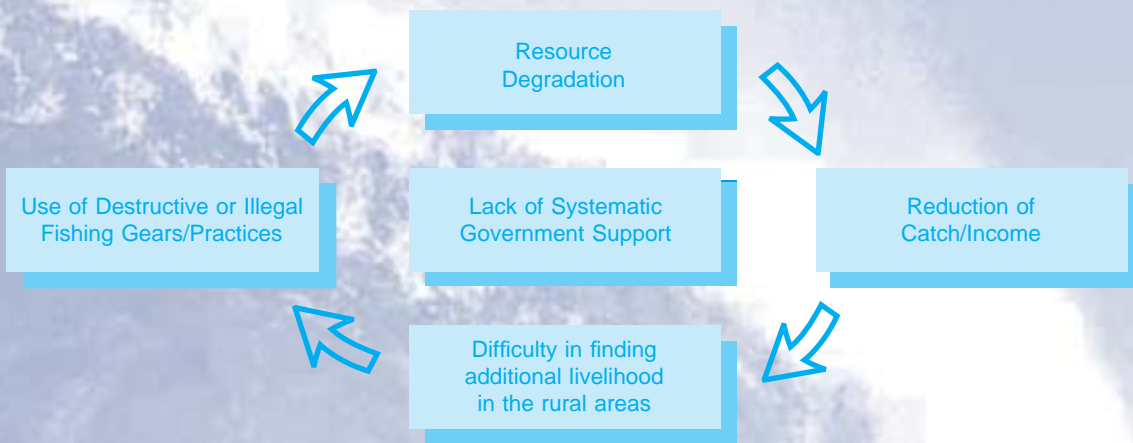 Resource
Degradation
Use of Destructive or Illegal
Fishing Gears/Practices
Lack of Systematic
Government Support
Reduction of
Catch/Income
Difficulty in finding
additional livelihood
in the rural areas